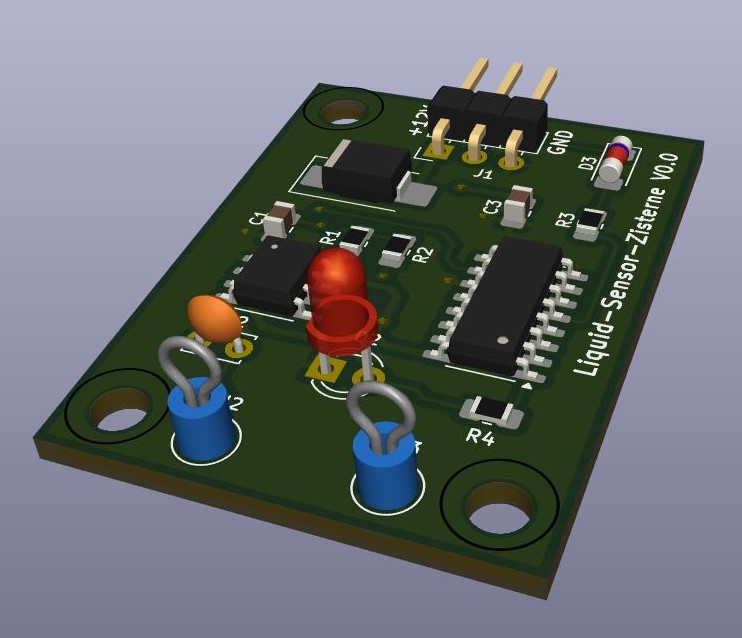 +12V
GND
J1
D3
C3
R3
C1
R1
R2
Liquid-Sensor-Zisterne V0.0
R4